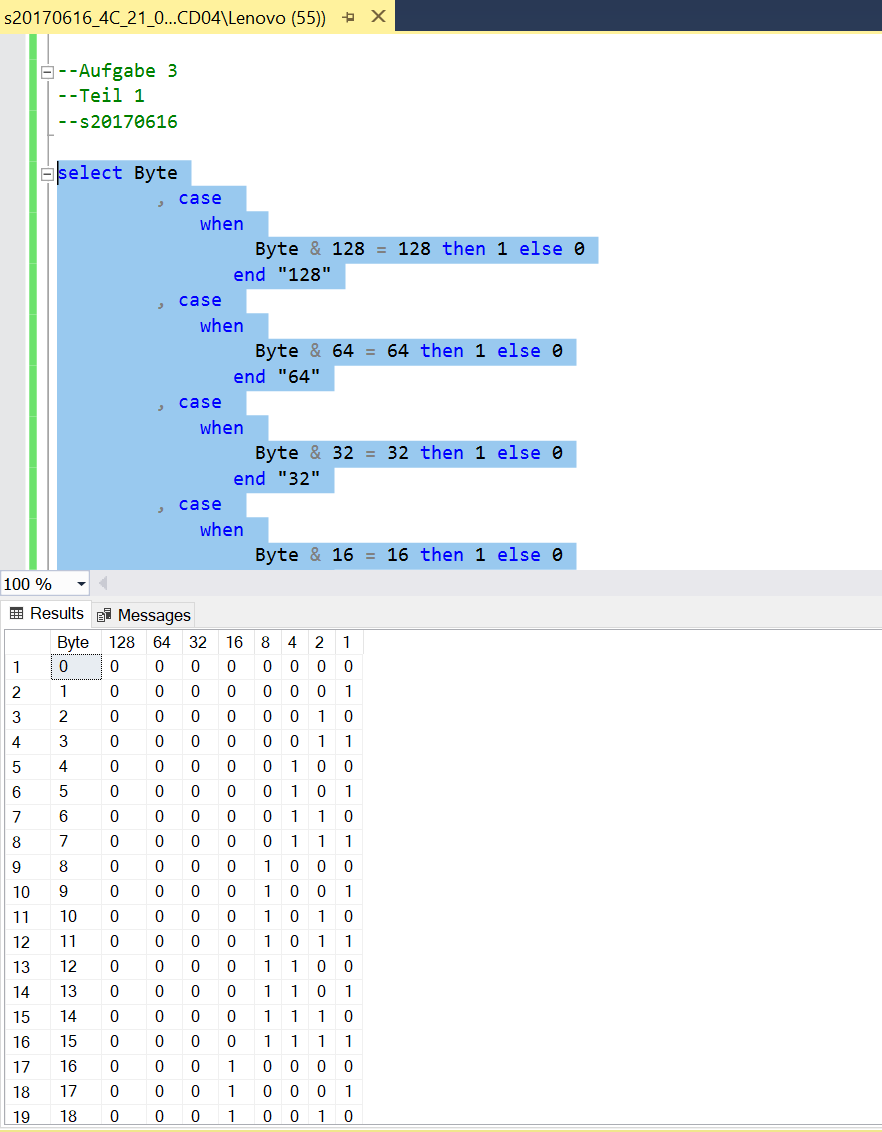 s20170616_4C_21_0...CD04\Lenovo (55))
--Aufgabe 3
--Teil 1
--s20170616
select Byte
, case
when
Byte & 128 = 128 then 1 else 0
end "128"
, case
when
Byte & 64 = 64 then 1 else 0
end "64"
, case
when
Byte & 32 = 32 then 1 else 0
end "32"
, case
when
Byte & 16 = 16 then 1 else 0
100 %
Results Messages
Byte 128 64 32 16 8 4 2 1
1 0 0 0 0 0 0 0 0 0
2 1 0 0 0 0 0 0 0 1
3 2 0 0 0 0 0 0 1 0
4 3 0 0 0 0 0 0 1 1
5 4 0 0 0 0 0 1 0 0
6 5 0 0 0 0 0 1 0 1
7 6 0 0 0 0 0 1 1 0
8 7 0 0 0 0 0 1 1 1
9 8 0 0 0 0 1 0 0 0
10 9 0 0 0 0 1 0 0 1
11 10 0 0 0 0 1 0 1 0
12 11 0 0 0 0 1 0 1 1
13 12 0 0 0 0 1 1 0 0
14 13 0 0 0 0 1 1 0 1
15 14 0 0 0 0 1 1 1 0
16 15 0 0 0 0 1 1 1 1
17 16 0 0 0 1 0 0 0 0
18 17 0 0 0 1 0 0 0 1
19 18 0 0 0 1 0 0 1 0